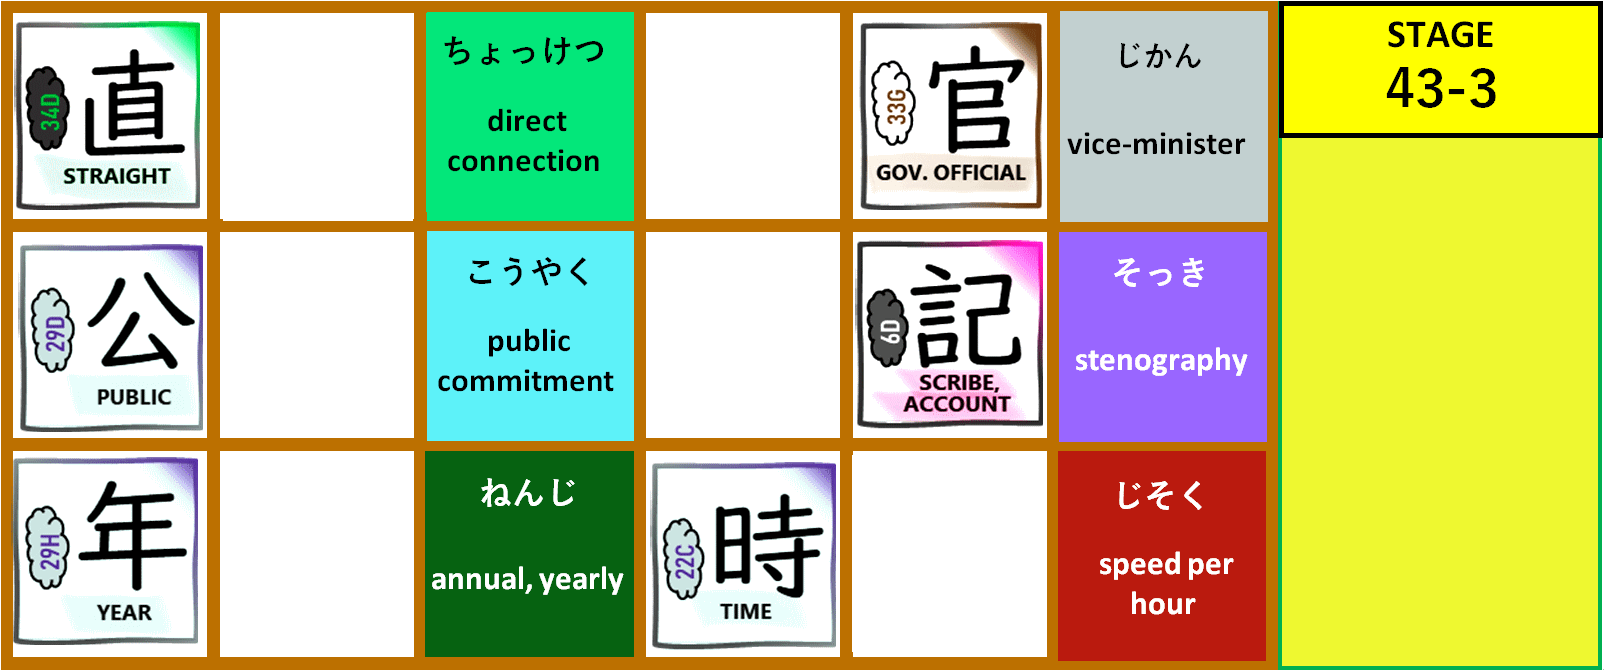 34D
直
STRAIGHT
ちょっけつ
direct
connection
33G
官
GOV. OFFICIAL
じかん
vice-minister
STAGE
43-3
29D
公
PUBLIC
こうやく
public
commitment
6D
記
SCRIBE,
ACCOUNT
そっき
stenography
29H
年
YEAR
ねんじ
annual, yearly
22C
時
TIME
じそく
speed per
hour